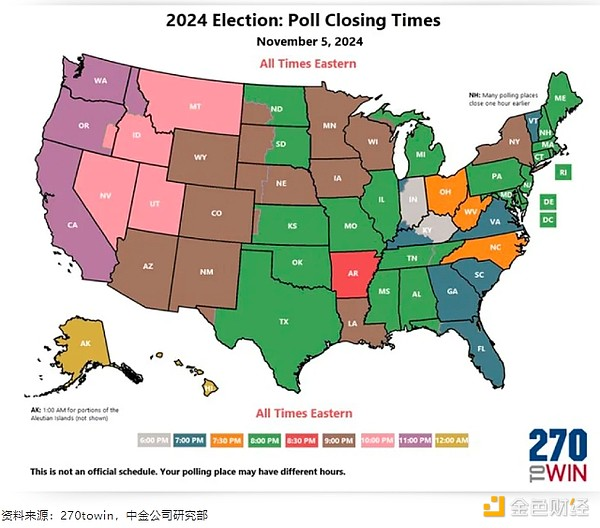 2024 Election: Poll Closing Times
November 5, 2024
All Times Eastern
NH: Many polling places
close one hour earlier
WA
MT
ND
MN
ME
VT
NH
OR
ID
SD
WI
NY
MA
CT
RI
WY
MI
IA
PA
NJ
NE
NV
UT
CO
IL
IN
OH
MD
DE
DC
WV
VA
CA
KS
MO
KY
NC
AZ
NM
OK
AR
TN
SC
TX
LA
MS
AL
GA
FL
AK
HI
AK: 1:00 AM for portions of the
Aleutian Islands (not shown)
All Times Eastern
6:00 PM 7:00 PM 7:30 PM 8:00 PM 8:30 PM 9:00 PM 10:00 PM 11:00 PM 12:00 AM
This is not an official schedule. Your polling place may have different hours.
270
TO WIN
资料来源：270towin，中金公司研究部
金色财经